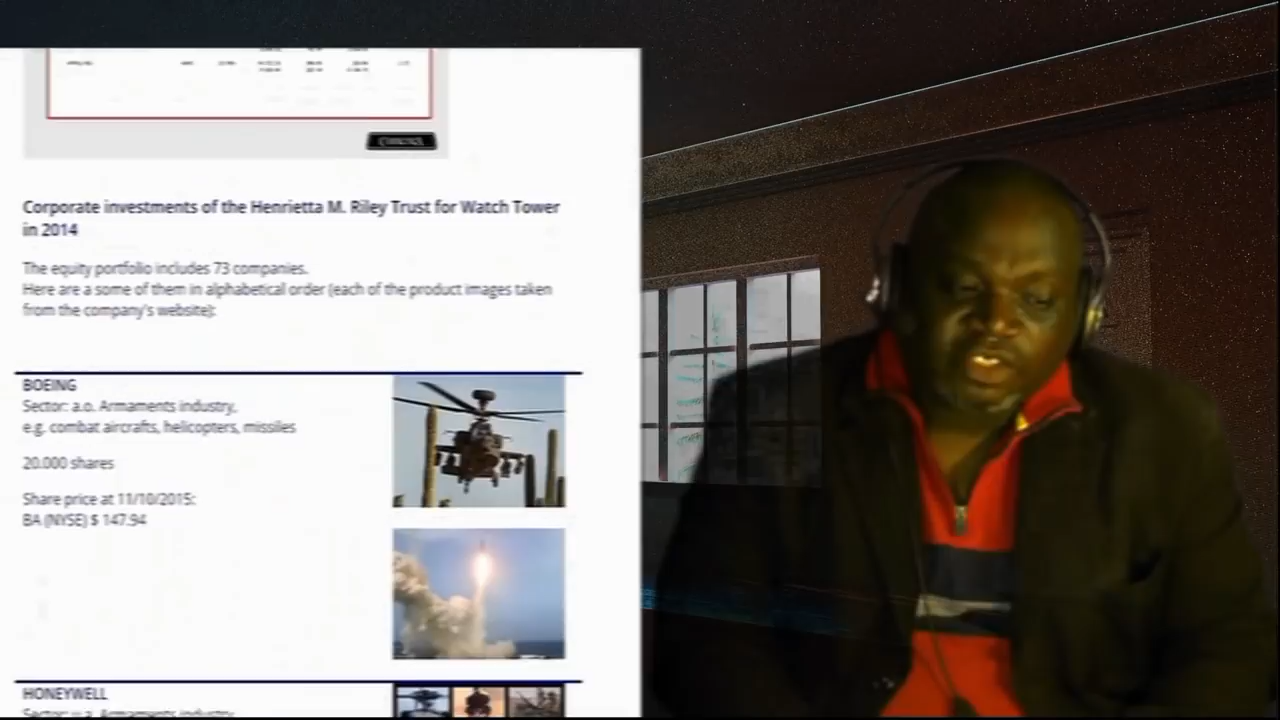 Corporate investments of the Henrietta M. Riley Trust for Watch Tower
in 2014
The equity portfolio includes 73 companies.
Here are a some of them in alphabetical order (each of the product images taken
from the company's website):
BOEING
Sector: a.o. Armaments industry,
e.g. combat aircrafts, helicopters, missiles
20.000 shares
Share price at 11/10/2015:
BA (NYSE) $ 147.94
HONEYWELL
Sector: u.a. Armaments industry